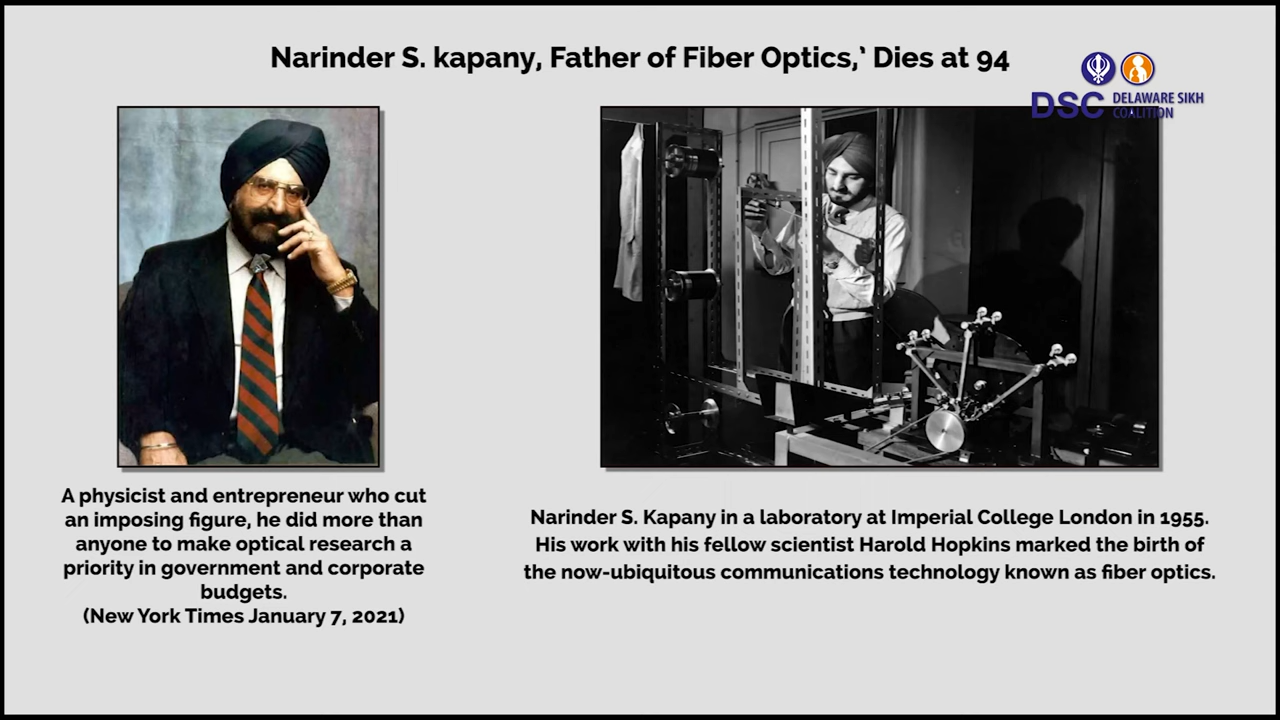 Narinder S. kapany, Father of Fiber Optics,` Dies at 94
DSC DELAWARE SIKH
COALITION
A physicist and entrepreneur who cut
an imposing figure, he did more than
anyone to make optical research a
priority in government and corporate
budgets.
(New York Times January 7, 2021)
Narinder S. Kapany in a laboratory at Imperial College London in 1955.
His work with his fellow scientist Harold Hopkins marked the birth of
the now-ubiquitous communications technology known as fiber optics.